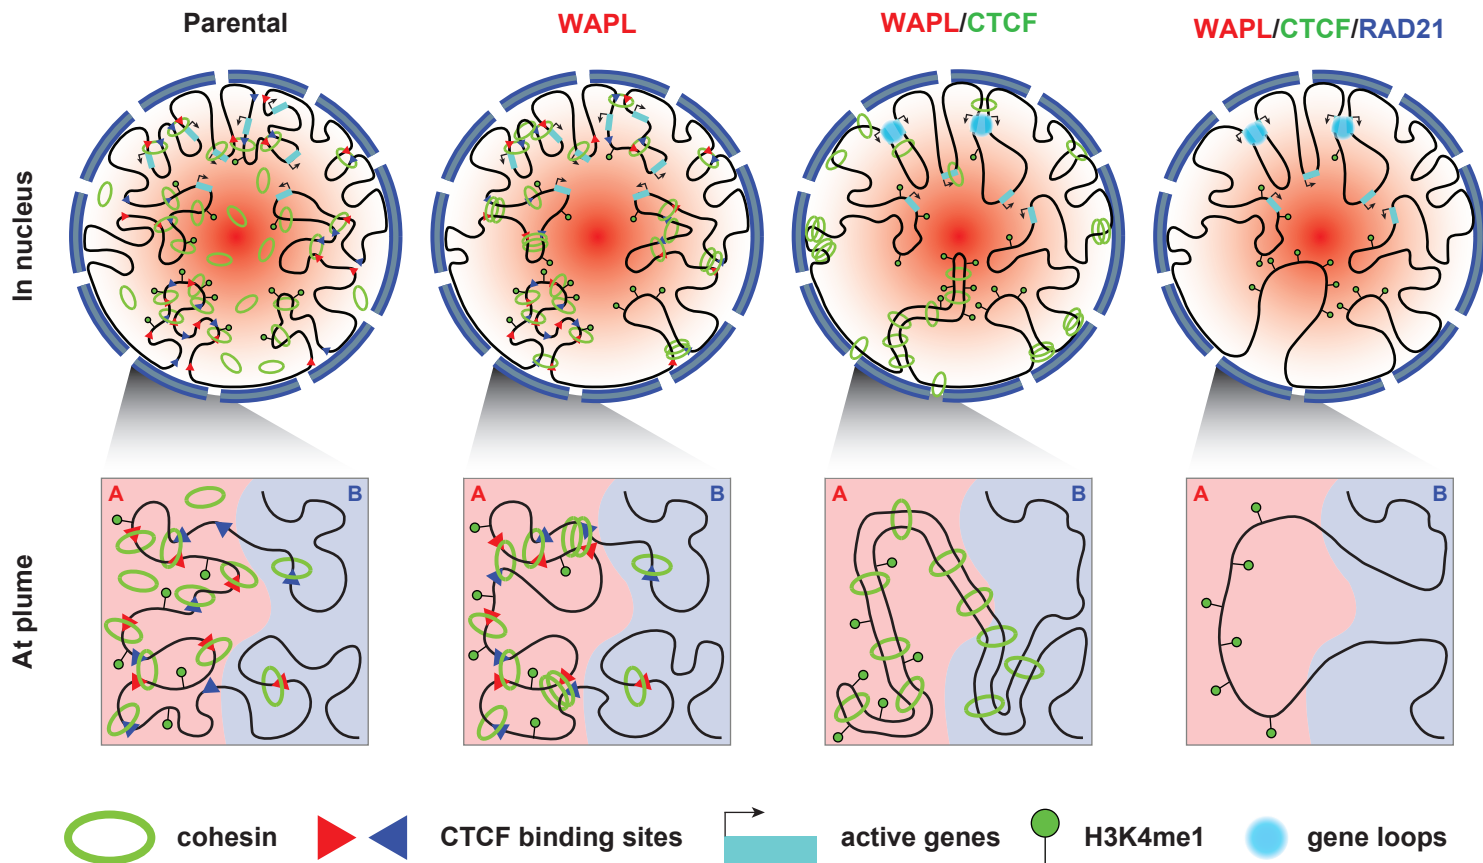 Parental
WAPL
WAPL/CTCF
WAPL/CTCF/RAD21
In nucleus
At plume
A
B
A
B
A
B
A
B
cohesin
CTCF binding sites
active genes
H3K4me1
gene loops